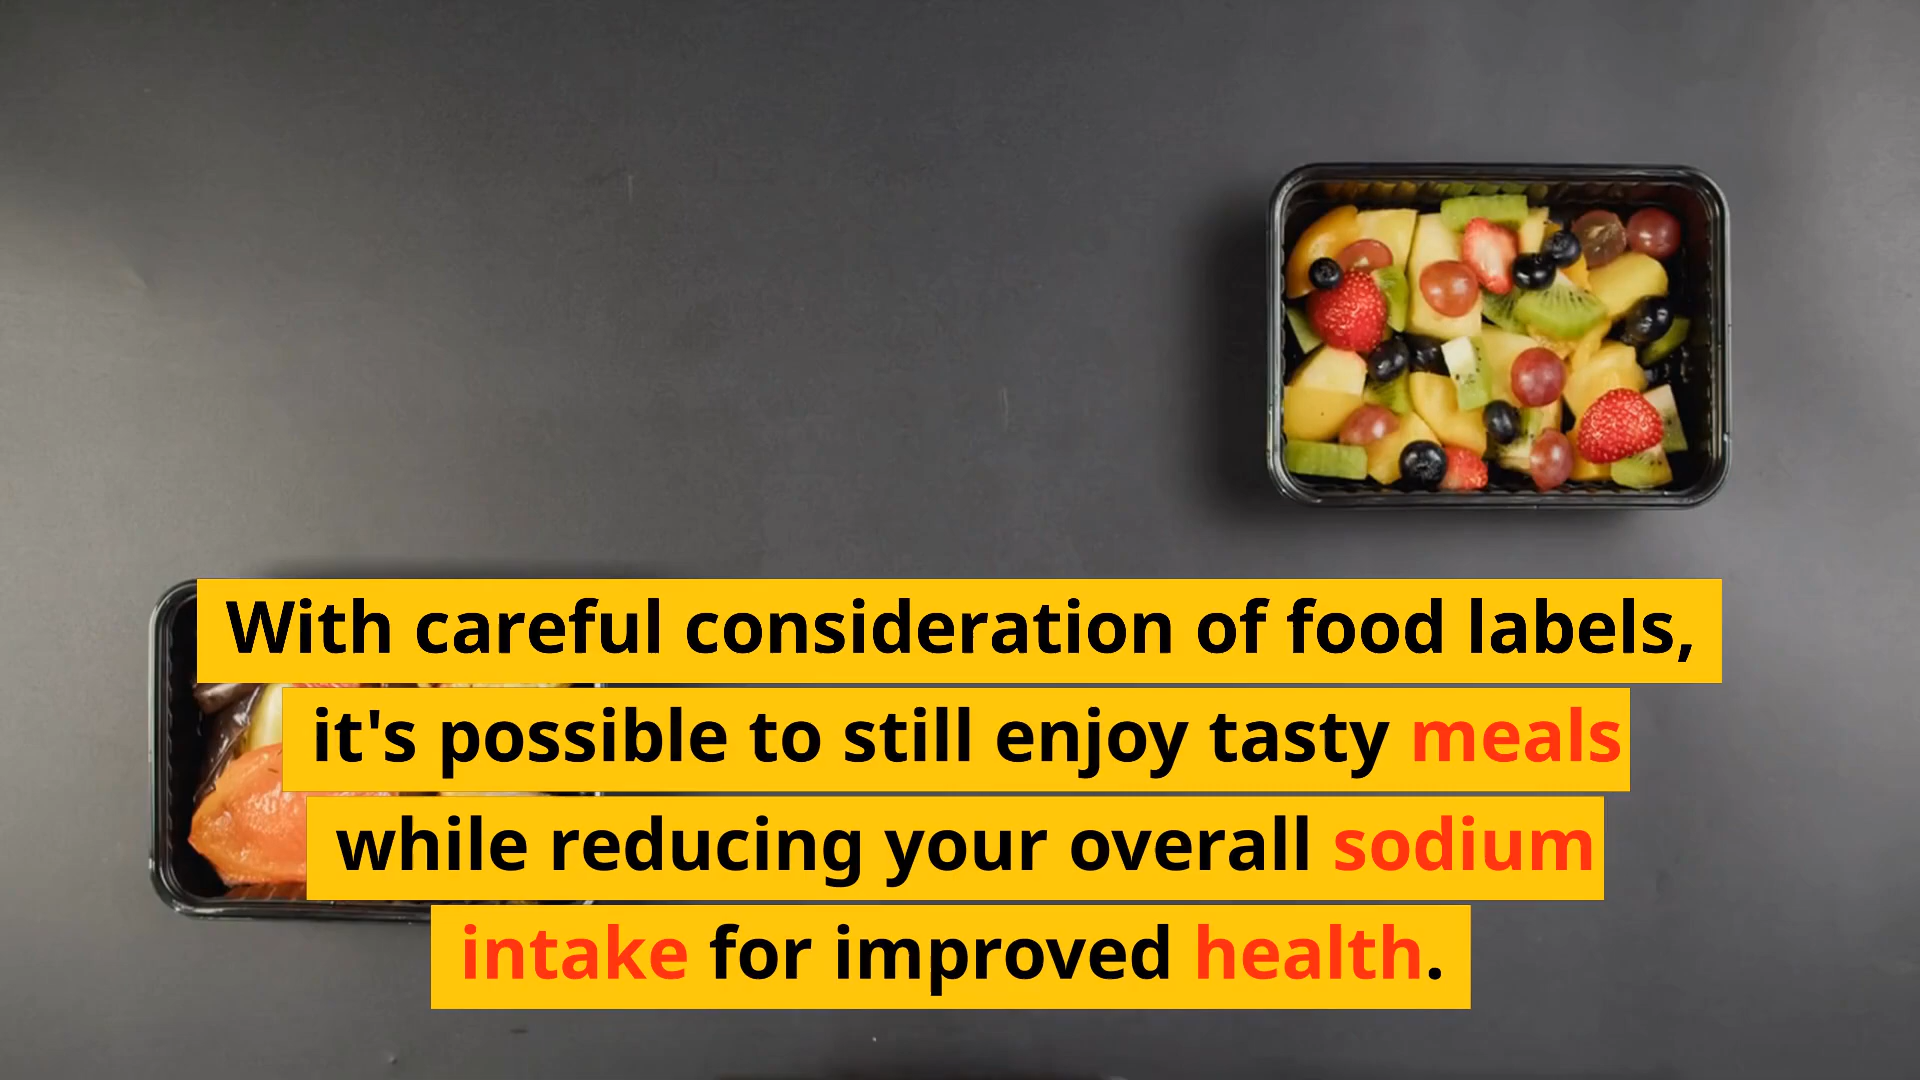 With careful consideration of food labels,
it's possible to still enjoy tasty meals
while reducing your overall sodium
intake for improved health.